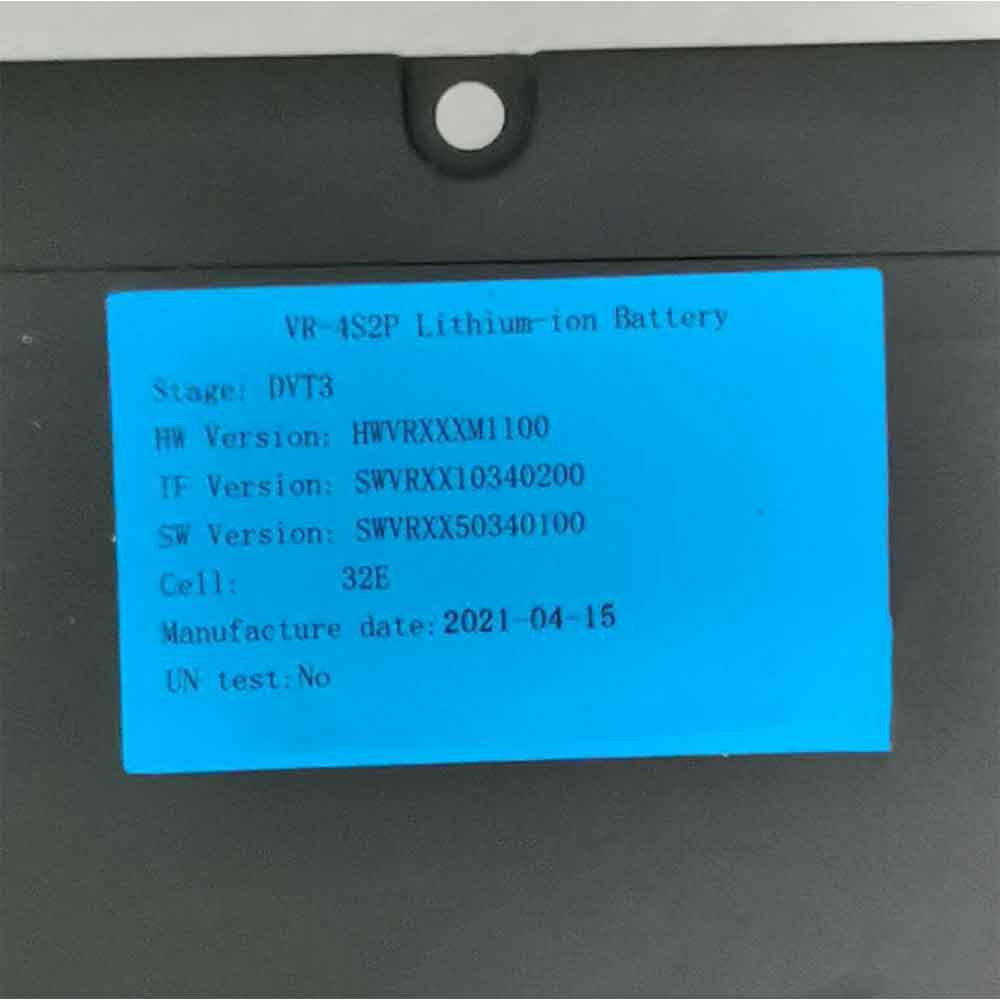 VR-4S2P Lithium-ion Battery
Stage: DVT3
HW Version: HWVRXXXM1100
TF Version: SWVRXX10340200
SW Version: SWVRXX50340100
Cell: 32E
Manufacture date:2021-04-15
UN test:No